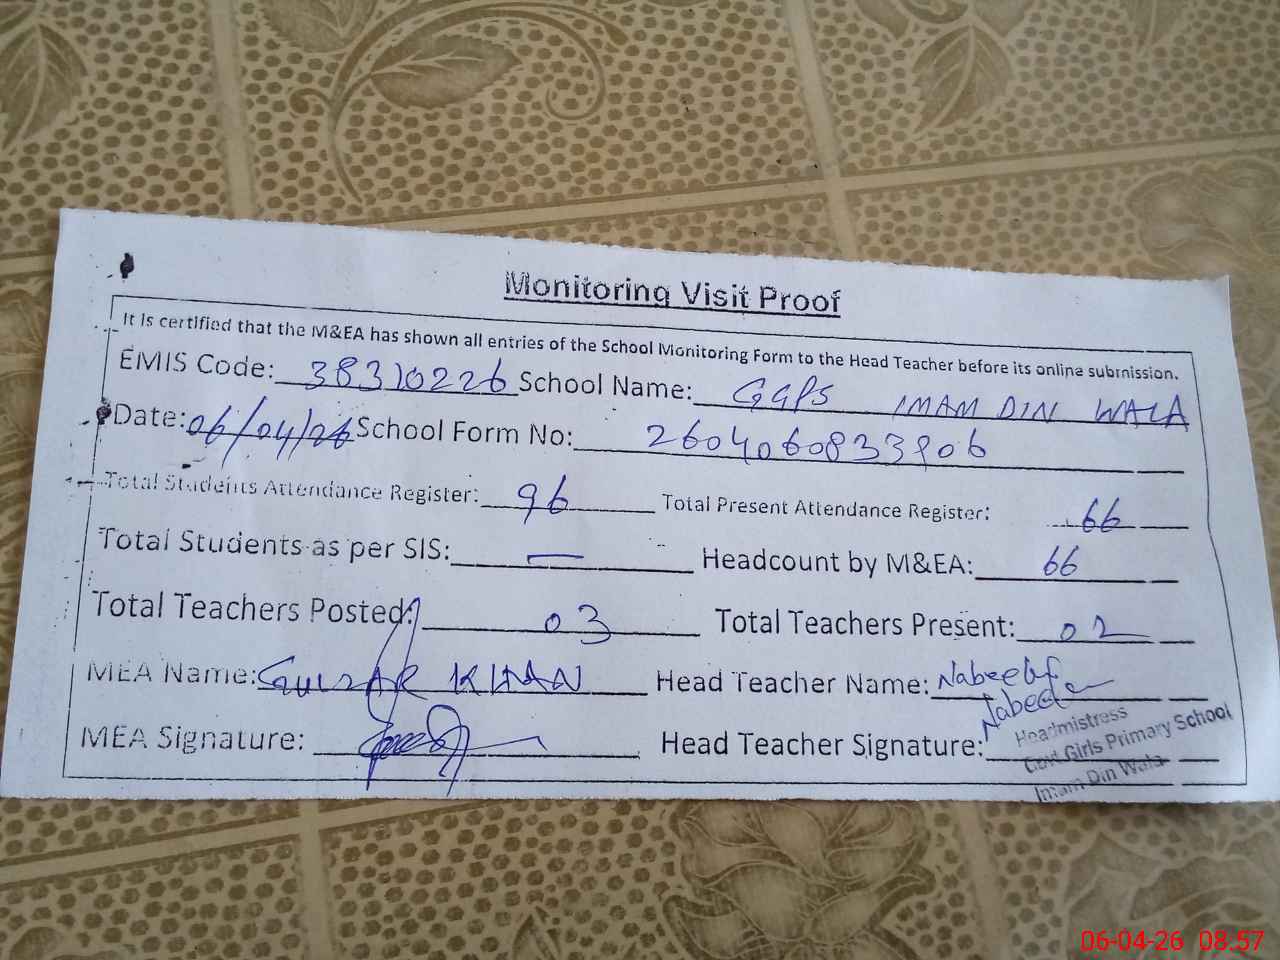 Monitoring Visit Proof
It is certified that the M&EA has shown all entries of the School Monitoring Form to the Head Teacher before its online submission.
EMIS Code: 38310226 School Name: GGPS IMAM DIN WALA
Date: 06/04/26 School Form No: 2604060833906
Total Students Attendance Register: 96 Total Present Attendance Register: 66
Total Students as per SIS: — Headcount by M&EA: 66
Total Teachers Posted: 03 Total Teachers Present: 02
MEA Name: GULZAR KHAN Head Teacher Name: Nabeela
MEA Signature: Head Teacher Signature: Nabeela
Headmistress
Govt Girls Primary School
Imam Din Wala
06-04-26 08:57